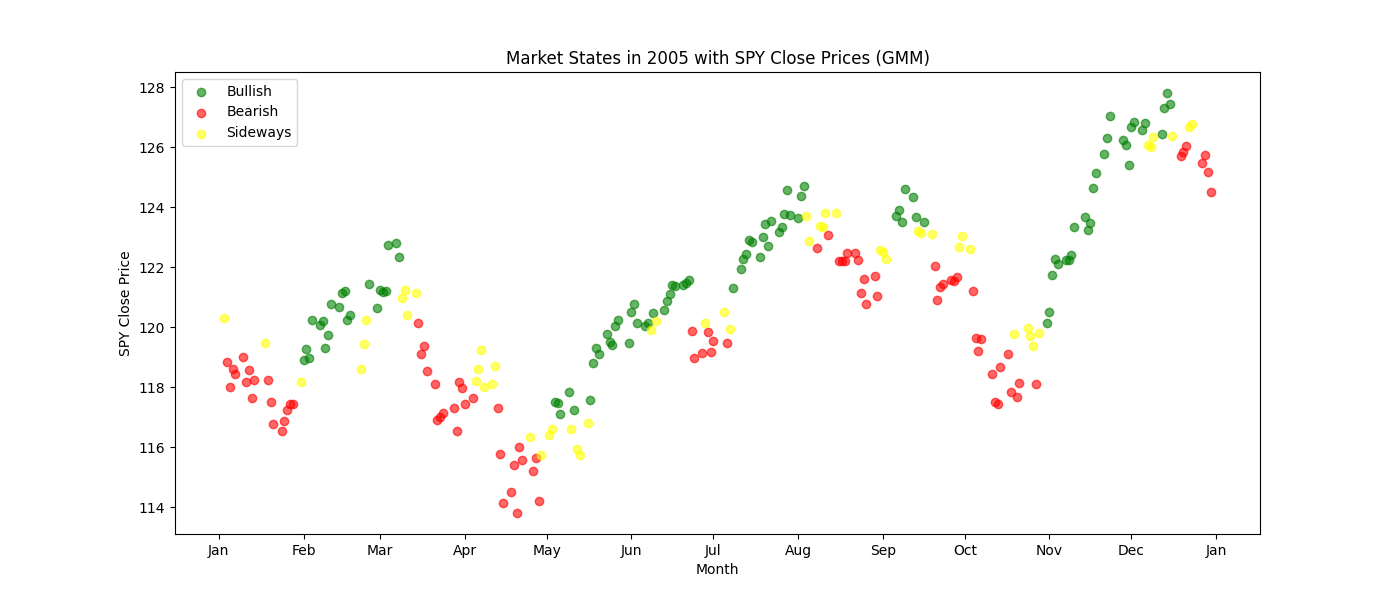 Market States in 2005 with SPY Close Prices (GMM)
Bullish
Bearish
Sideways
128
126
124
122
120
118
116
114
SPY Close Price
Jan Feb Mar Apr May Jun Jul Aug Sep Oct Nov Dec Jan
Month